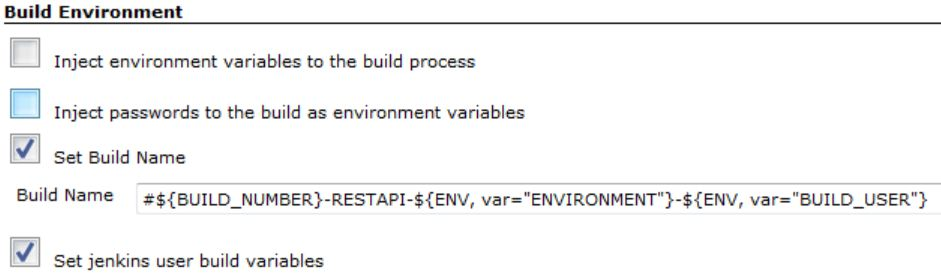 Build Environment
Inject environment variables to the build process
Inject passwords to the build as environment variables
Set Build Name
Build Name #${BUILD_NUMBER}-RESTAPI-${ENV, var="ENVIRONMENT"}-${ENV, var="BUILD_USER"}
Set jenkins user build variables